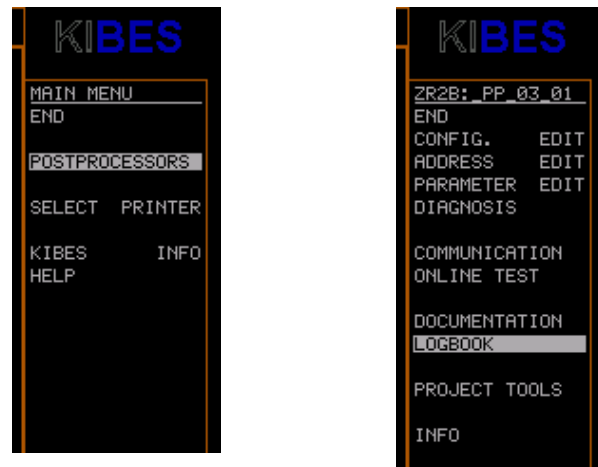 KIBES
MAIN MENU
END
POSTPROCESSORS
SELECT PRINTER
KIBES INFO
HELP
KIBES
ZR2B:_PP_03_01
END
CONFIG. EDIT
ADDRESS EDIT
PARAMETER EDIT
DIAGNOSIS
COMMUNICATION
ONLINE TEST
DOCUMENTATION
LOGBOOK
PROJECT TOOLS
INFO